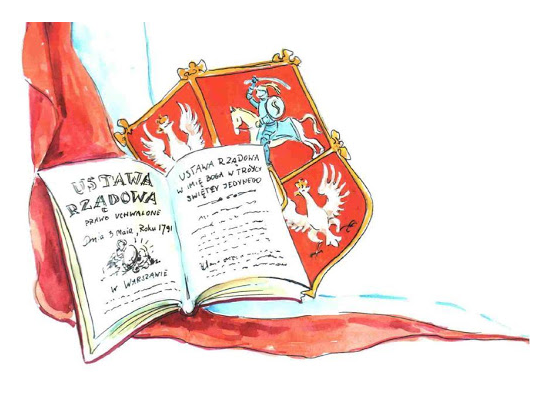 USTAWA
RZĄDOWA
PRAWO UCHWALONE
Dnia 3 Maia, Roku 1791
W WARSZAWIE
USTAWA RZĄDOWA
W IMIĘ BOGA W TRÓYCY
ŚWIĘTEY JEDYNEGO